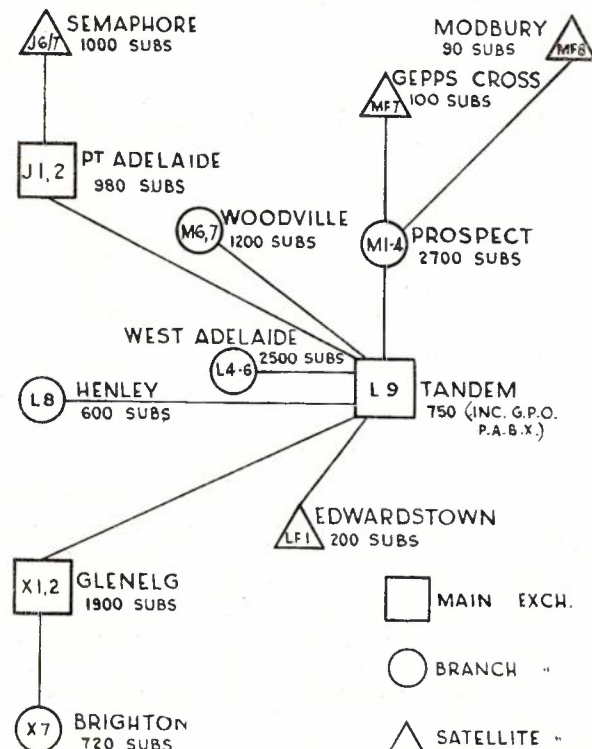 SEMAPHORE
J6/7
1000 SUBS
MODBURY
90 SUBS
MF8
GEPPS CROSS
MF7
100 SUBS
J1,2
PT ADELAIDE
980 SUBS
M6,7
WOODVILLE
1200 SUBS
M1-4
PROSPECT
2700 SUBS
WEST ADELAIDE
L4-6
2500 SUBS
L8
HENLEY
600 SUBS
L9
TANDEM
750 (INC. G.P.O.
P.A.B.X.)
EDWARDSTOWN
LF1
200 SUBS
X1,2
GLENELG
1900 SUBS
MAIN EXCH.
BRANCH "
X7
BRIGHTON
720 SUBS
SATELLITE "